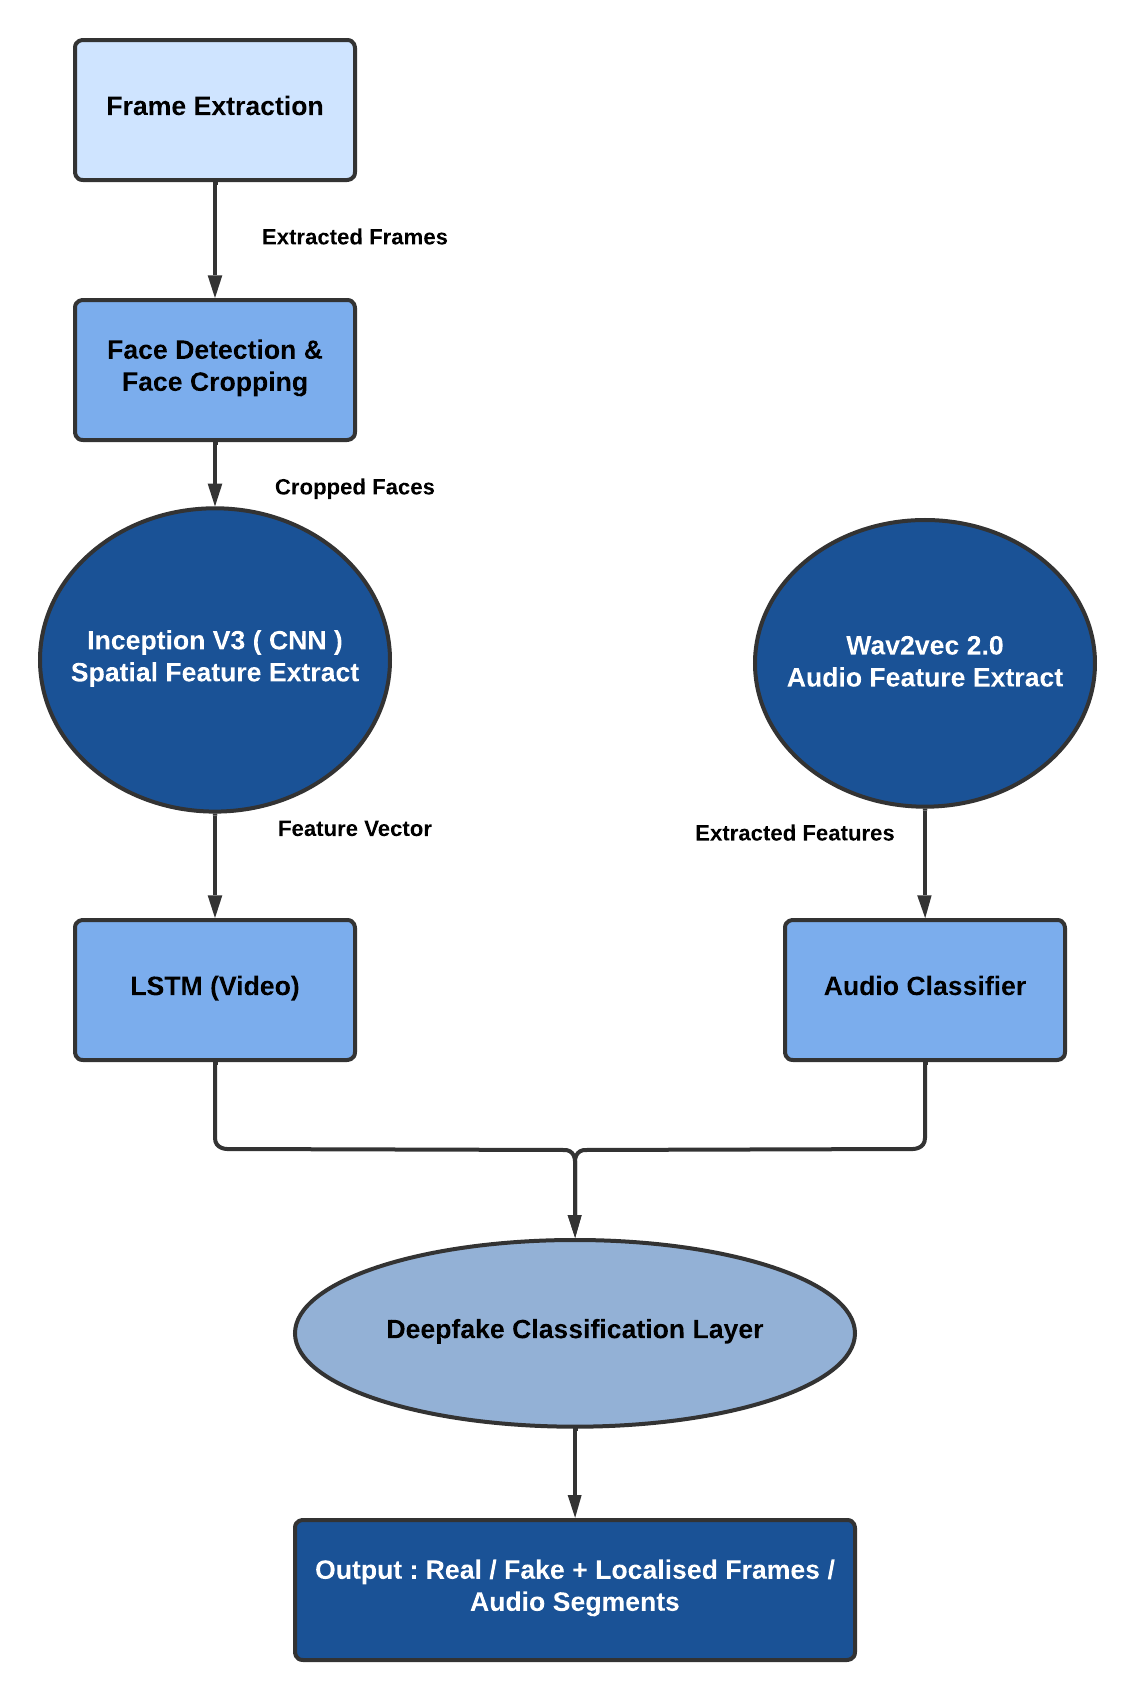 Frame Extraction
Extracted Frames
Face Detection &
Face Cropping
Cropped Faces
Inception V3 ( CNN )
Spatial Feature Extract
Wav2vec 2.0
Audio Feature Extract
Feature Vector
Extracted Features
LSTM (Video)
Audio Classifier
Deepfake Classification Layer
Output : Real / Fake + Localised Frames /
Audio Segments